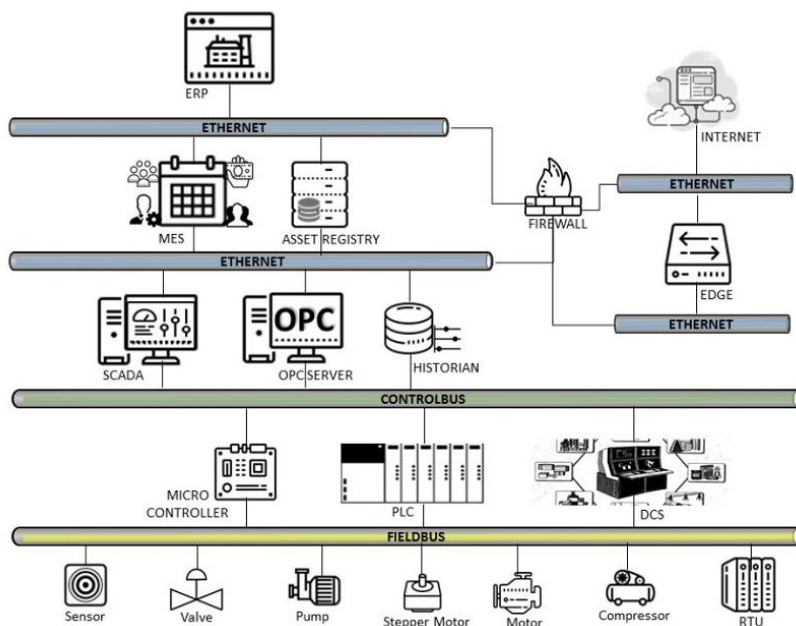 ERP
ETHERNET
INTERNET
ETHERNET
MES
ASSET REGISTRY
FIREWALL
ETHERNET
EDGE
OPC
ETHERNET
SCADA
OPC SERVER
HISTORIAN
CONTROLBUS
MICRO
CONTROLLER
PLC
DCS
FIELDBUS
Sensor
Valve
Pump
Stepper Motor
Motor
Compressor
RTU